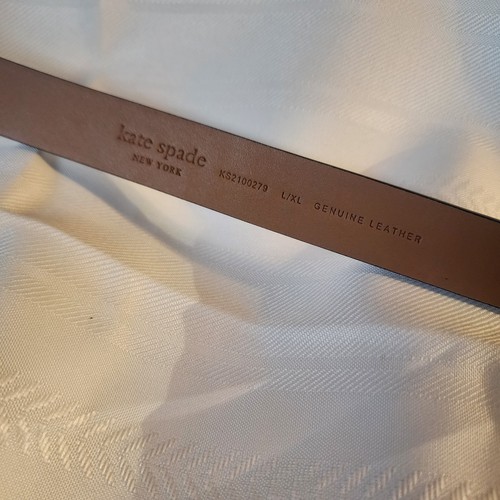 kate spade
NEW YORK
KS2100279 L/XL GENUINE LEATHER